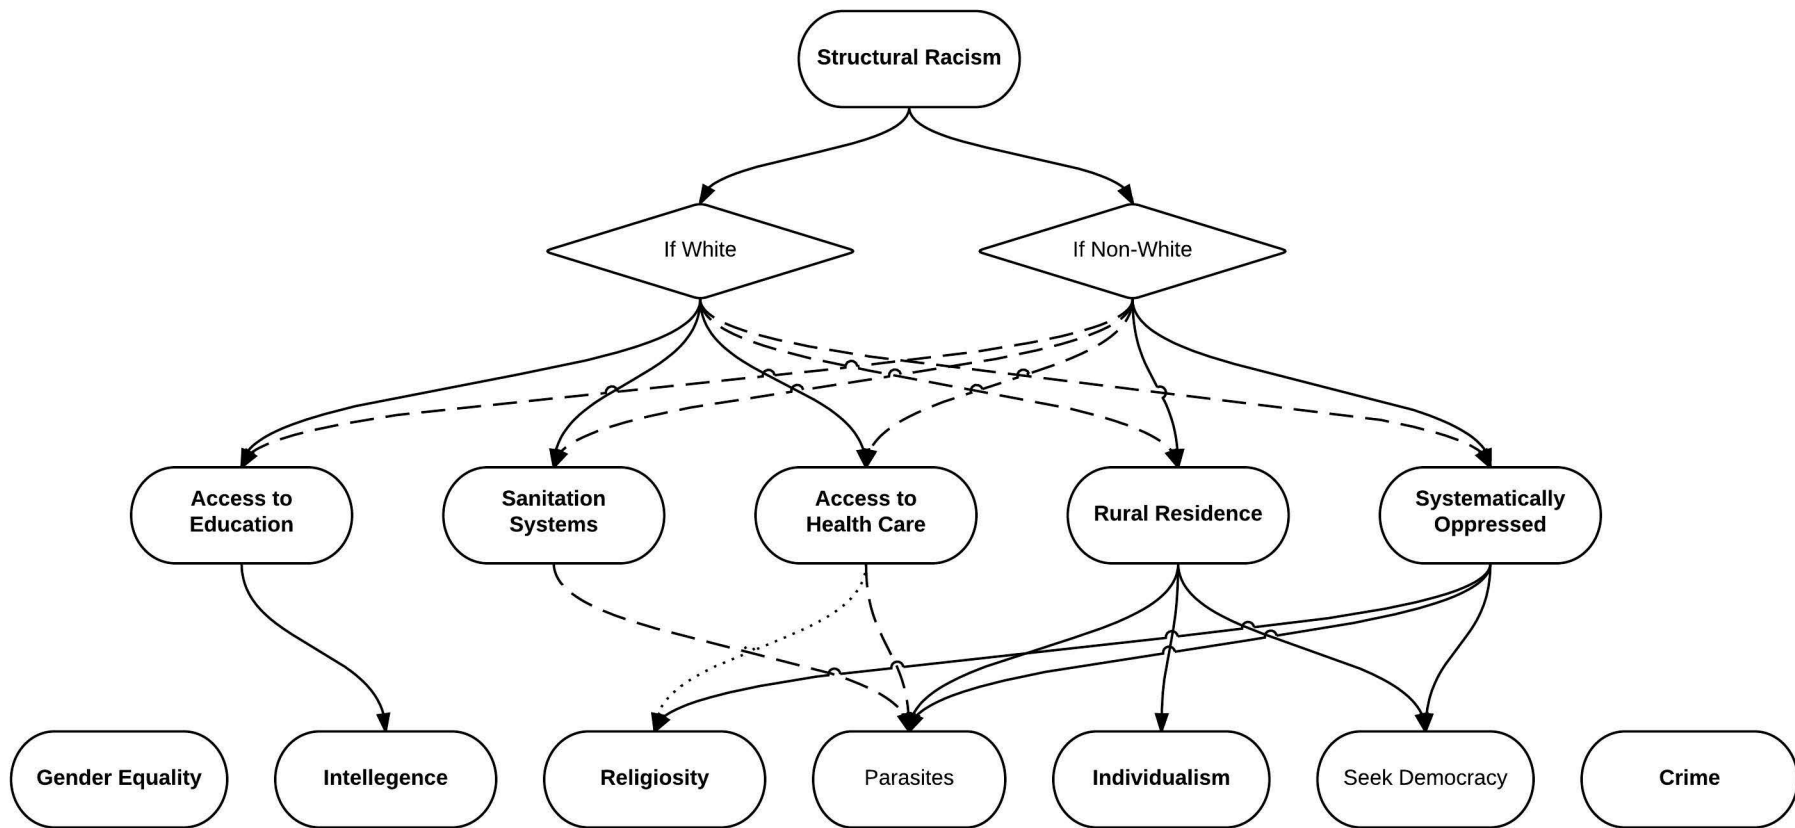 Structural Racism
If White
If Non-White
Access to
Education
Sanitation
Systems
Access to
Health Care
Rural Residence
Systematically
Oppressed
Gender Equality
Intellegence
Religiosity
Parasites
Individualism
Seek Democracy
Crime